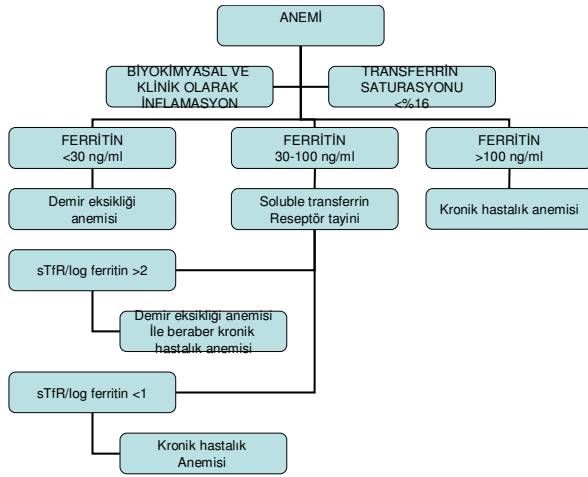 ANEMİ
BİYOKİMYASAL VE
KLİNİK OLARAK
İNFLAMASYON
TRANSFERRİN
SATURASYONU
<%16
FERRİTİN
<30 ng/ml
FERRİTİN
30-100 ng/ml
FERRİTİN
>100 ng/ml
Demir eksikliği
anemisi
Soluble transferrin
Reseptör tayini
Kronik hastalık anemisi
sTfR/log ferritin >2
Demir eksikliği anemisi
İle beraber kronik
hastalık anemisi
sTfR/log ferritin <1
Kronik hastalık
Anemisi